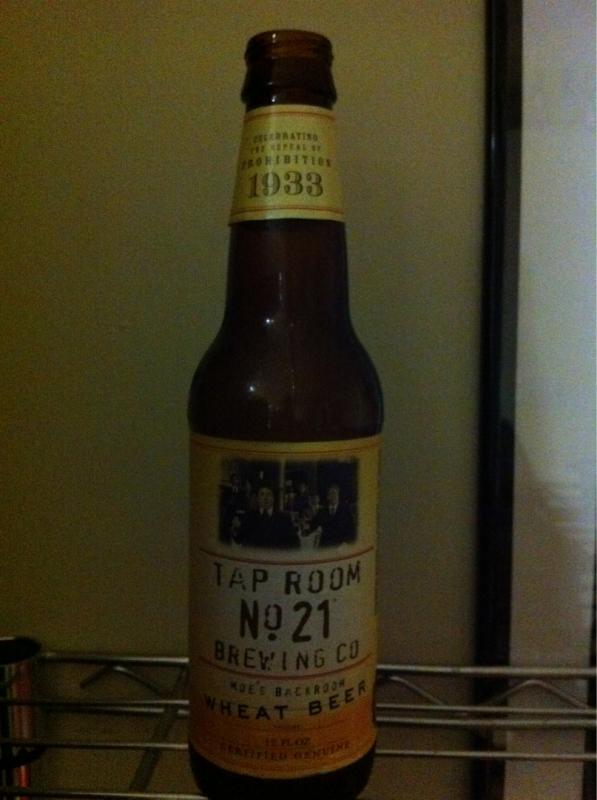 CELEBRATING
THE REPEAL OF
PROHIBITION
1933
TAP ROOM
No. 21
BREWING CO
MOE'S BACKROOM
WHEAT BEER
12 FL OZ
CERTIFIED GENUINE